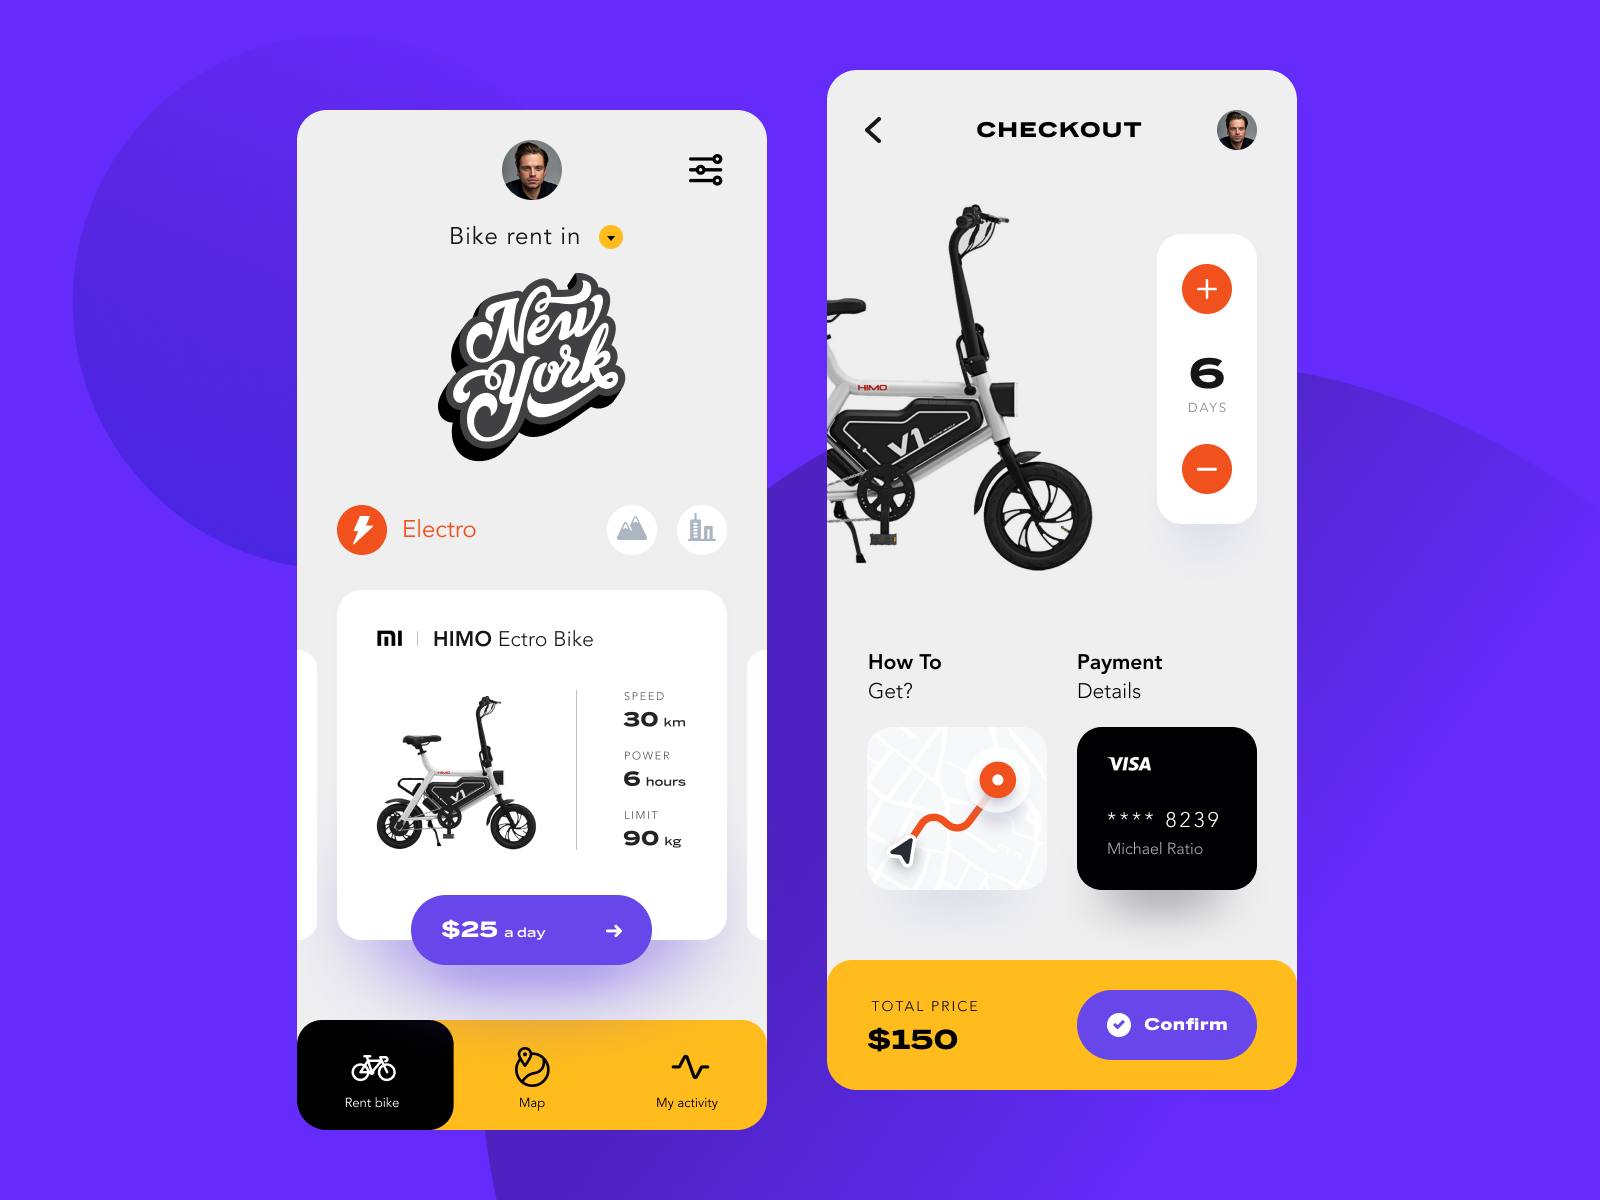 Bike rent in
New
York
Electro
mi HIMO Ectro Bike
SPEED
30 km
POWER
6 hours
LIMIT
90 kg
HIMO
V1
$25 a day
Rent bike
Map
My activity
CHECKOUT
6
DAYS
HIMO
V1
How To
Get?
Payment
Details
VISA
**** 8239
Michael Ratio
TOTAL PRICE
$150
Confirm